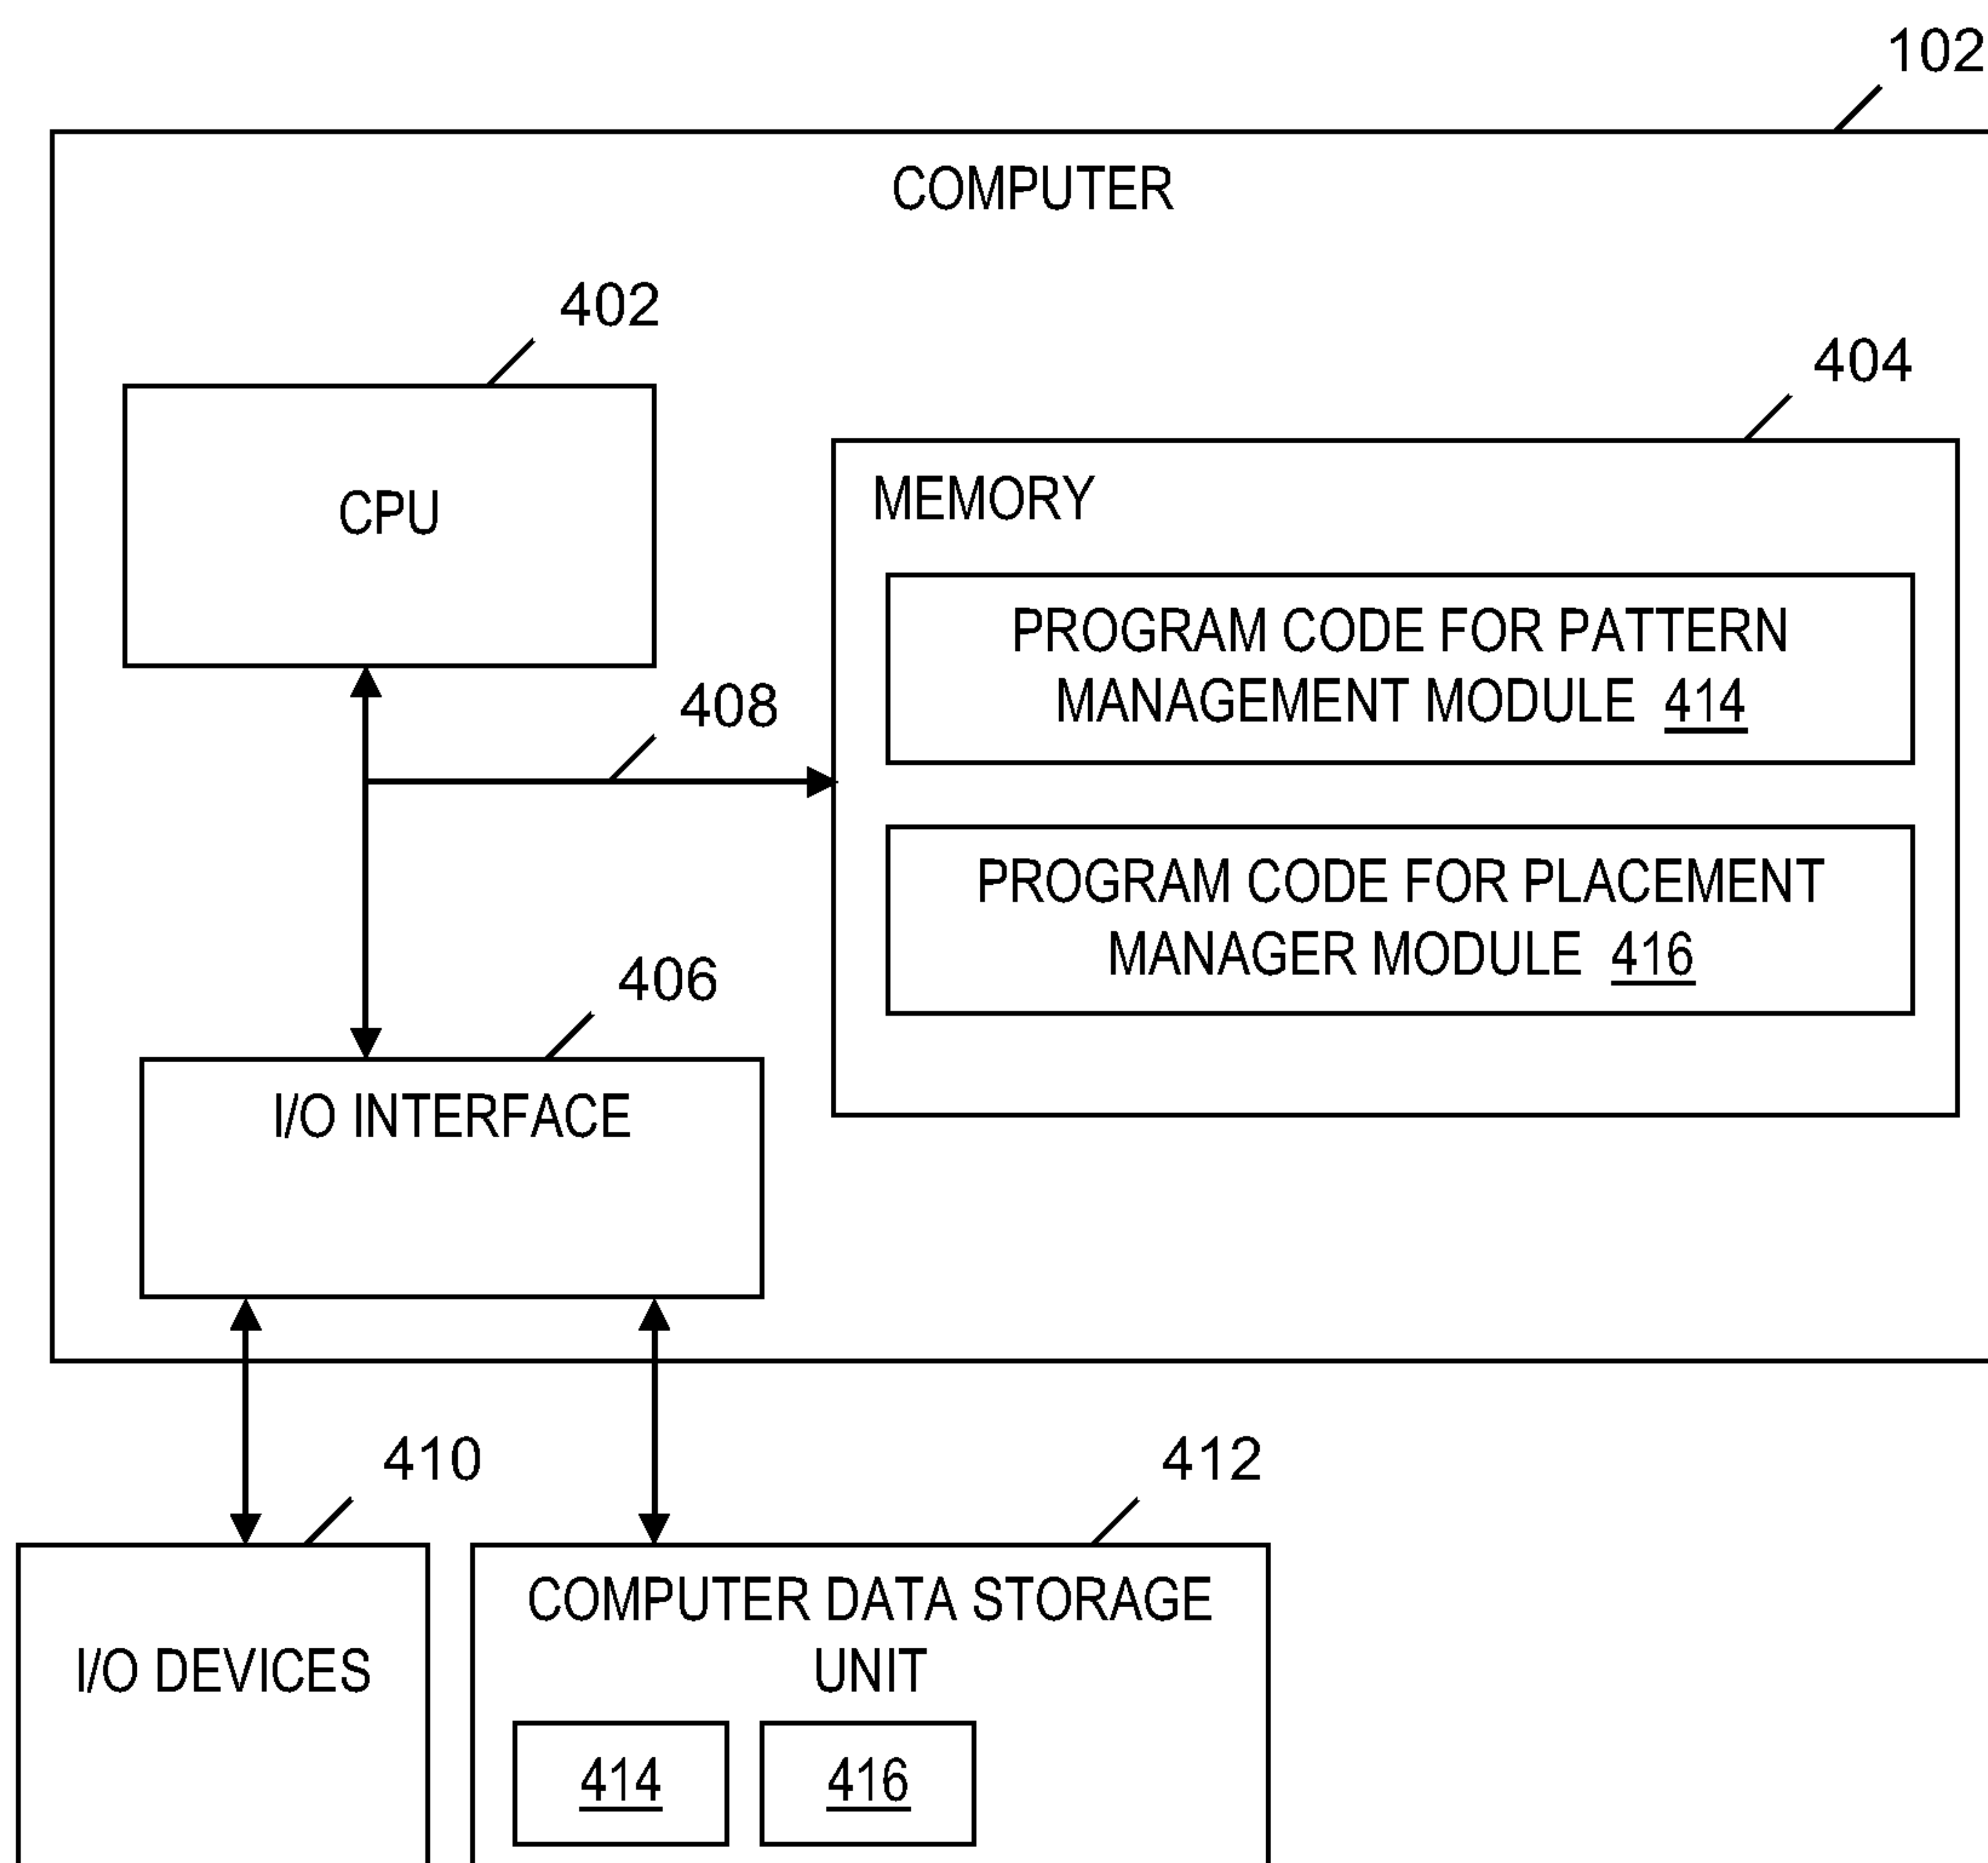 102
COMPUTER
402
404
CPU
MEMORY
PROGRAM CODE FOR PATTERN
MANAGEMENT MODULE 414
408
PROGRAM CODE FOR PLACEMENT
MANAGER MODULE 416
406
I/O INTERFACE
410
412
I/O DEVICES
COMPUTER DATA STORAGE
UNIT
414
416